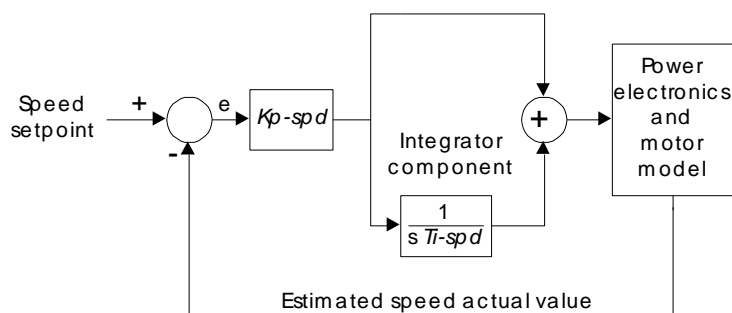 Speed
setpoint
+
-
e
Kp-spd
Integrator
component
1
s Ti-spd
+
Power
electronics
and
motor
model
Estimated speed actual value